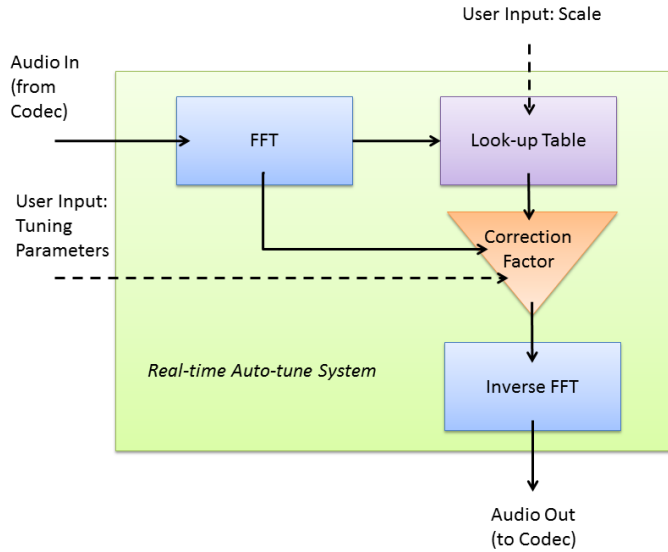 User Input: Scale
Audio In
(from
Codec)
FFT
Look-up Table
User Input:
Tuning
Parameters
Correction
Factor
Real-time Auto-tune System
Inverse FFT
Audio Out
(to Codec)